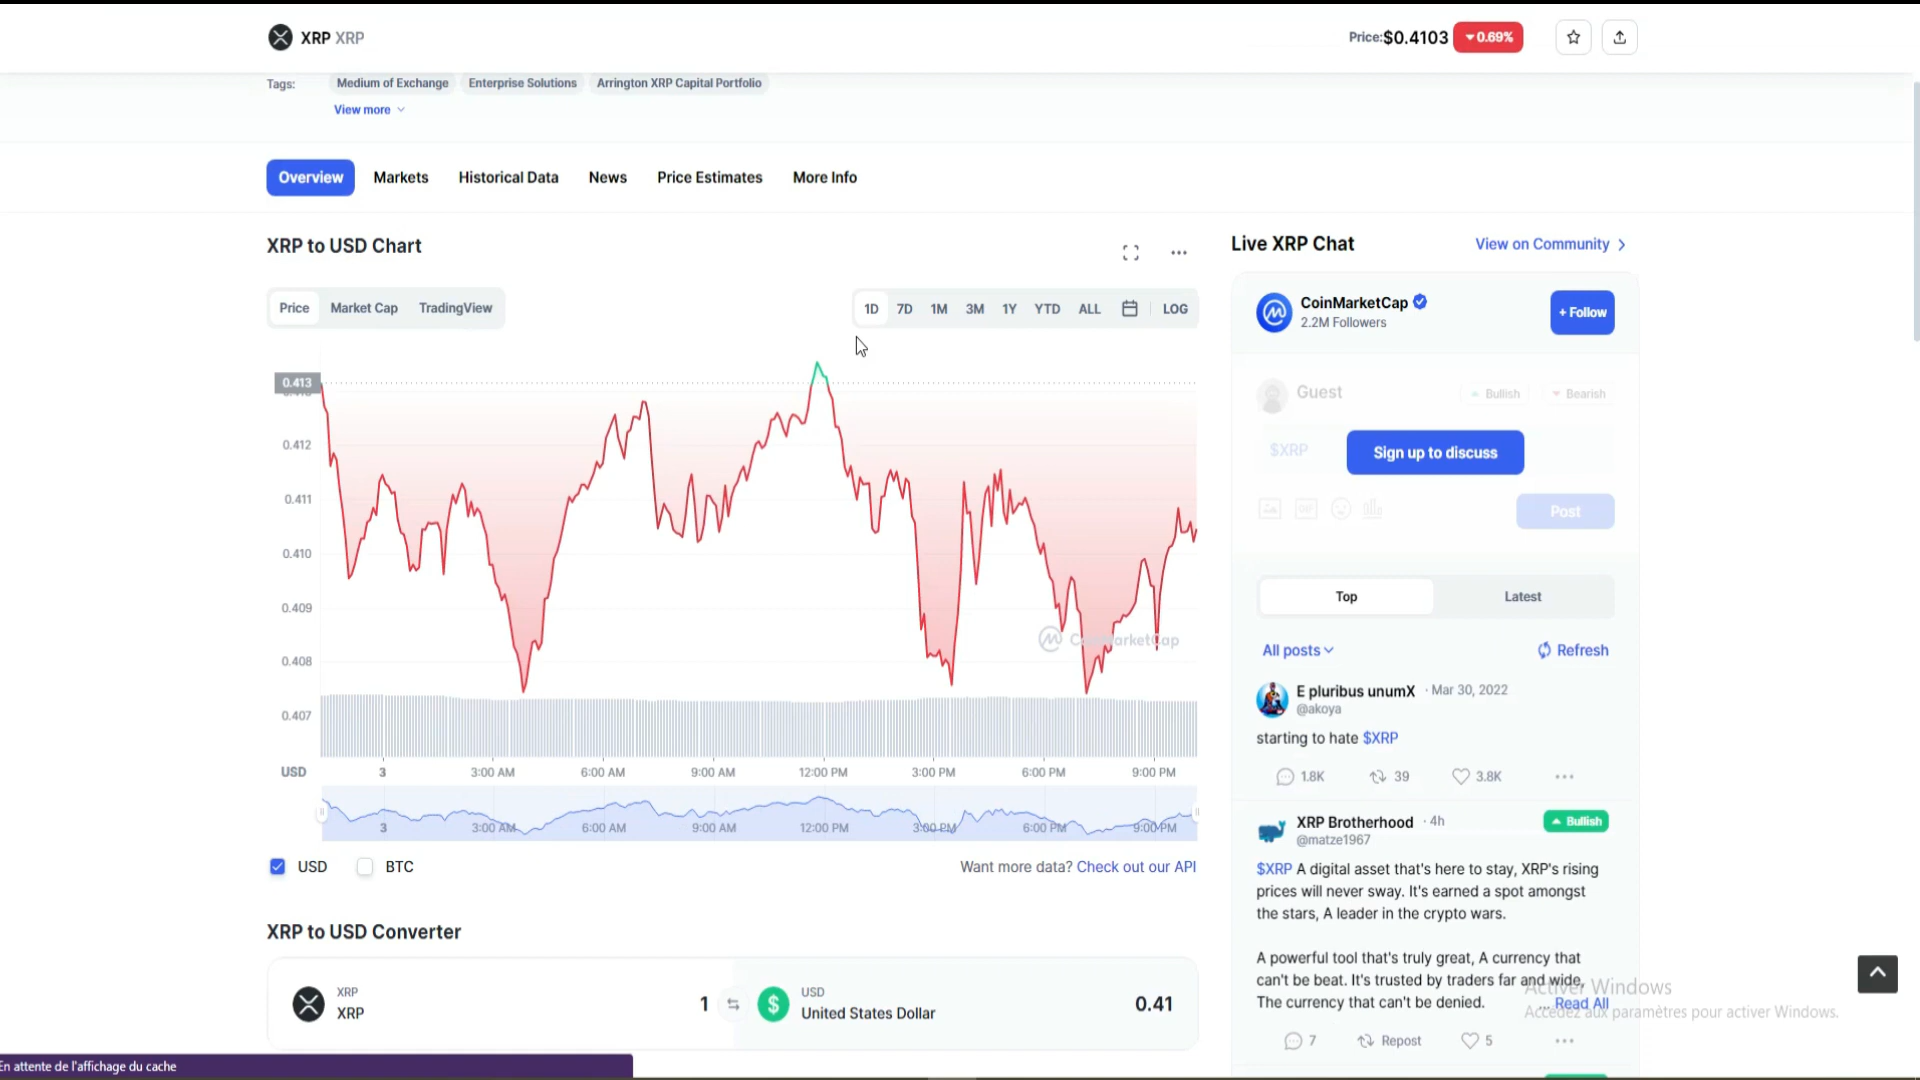 XRP XRP
Price:$0.4103
0.69%
Tags:
Medium of Exchange
Enterprise Solutions
Arrington XRP Capital Portfolio
View more
Overview
Markets
Historical Data
News
Price Estimates
More Info
XRP to USD Chart
Price
Market Cap
TradingView
1D
7D
1M
3M
1Y
YTD
ALL
LOG
0.413
0.412
0.411
0.410
0.409
0.408
0.407
CoinMarketCap
USD
3
3:00 AM
6:00 AM
9:00 AM
12:00 PM
3:00 PM
6:00 PM
9:00 PM
3
3:00 AM
6:00 AM
9:00 AM
12:00 PM
3:00 PM
6:00 PM
9:00 PM
USD
BTC
Want more data? Check out our API
XRP to USD Converter
XRP
XRP
1
USD
United States Dollar
0.41
Live XRP Chat
View on Community
CoinMarketCap
2.2M Followers
+ Follow
Guest
Bullish
Bearish
$XRP
Sign up to discuss
GIF
Post
Top
Latest
All posts
Refresh
E pluribus unumX · Mar 30, 2022
@akoya
starting to hate $XRP
1.8K
39
3.8K
XRP Brotherhood · 4h
@matze1967
Bullish
$XRP A digital asset that's here to stay, XRP's rising
prices will never sway. It's earned a spot amongst
the stars, A leader in the crypto wars.
A powerful tool that's truly great, A currency that
can't be beat. It's trusted by traders far and wide,
The currency that can't be denied.
... Read All
7
Repost
5
Activer Windows
Accédez aux paramètres pour activer Windows.
En attente de l'affichage du cache